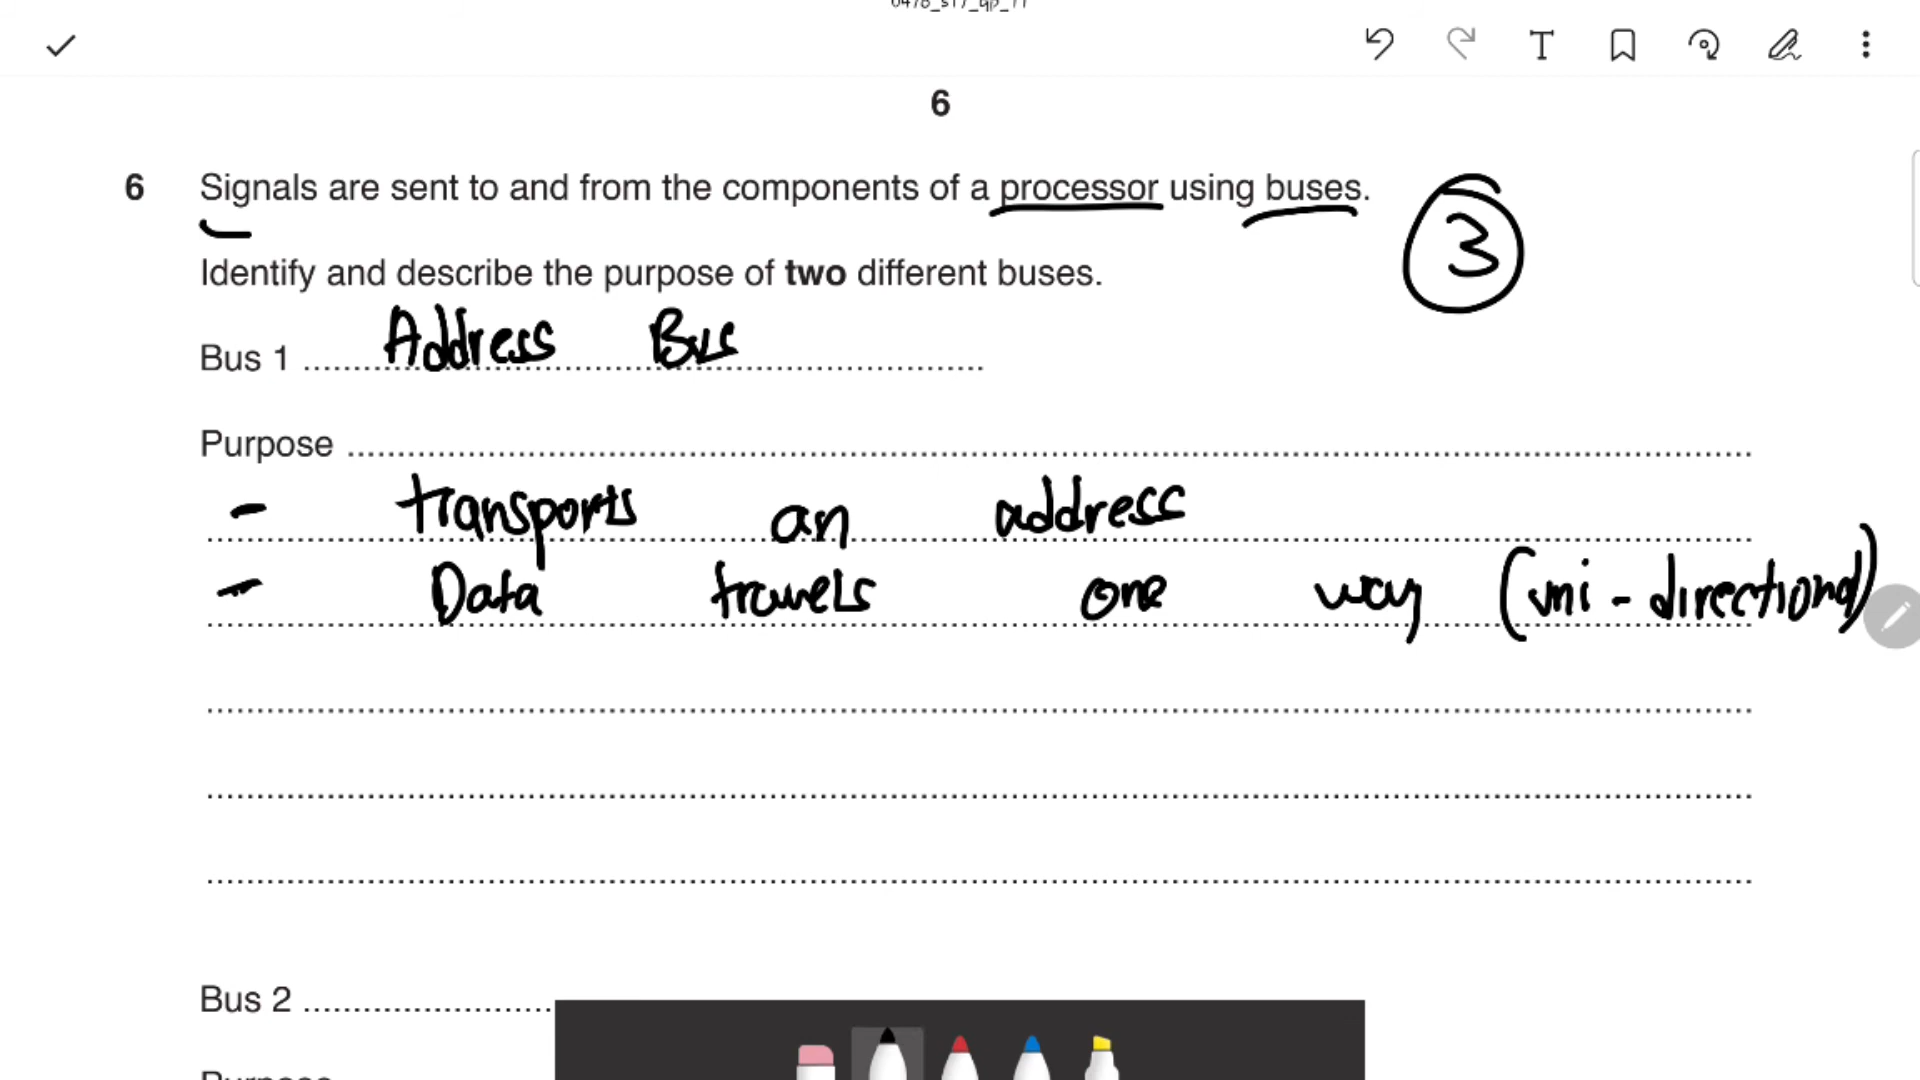 6
6 Signals are sent to and from the components of a processor using buses.
3
Identify and describe the purpose of two different buses.
Bus 1 Address Bus
Purpose
- transports an address
- Data travels one way (uni-directional)
Bus 2
Purpose